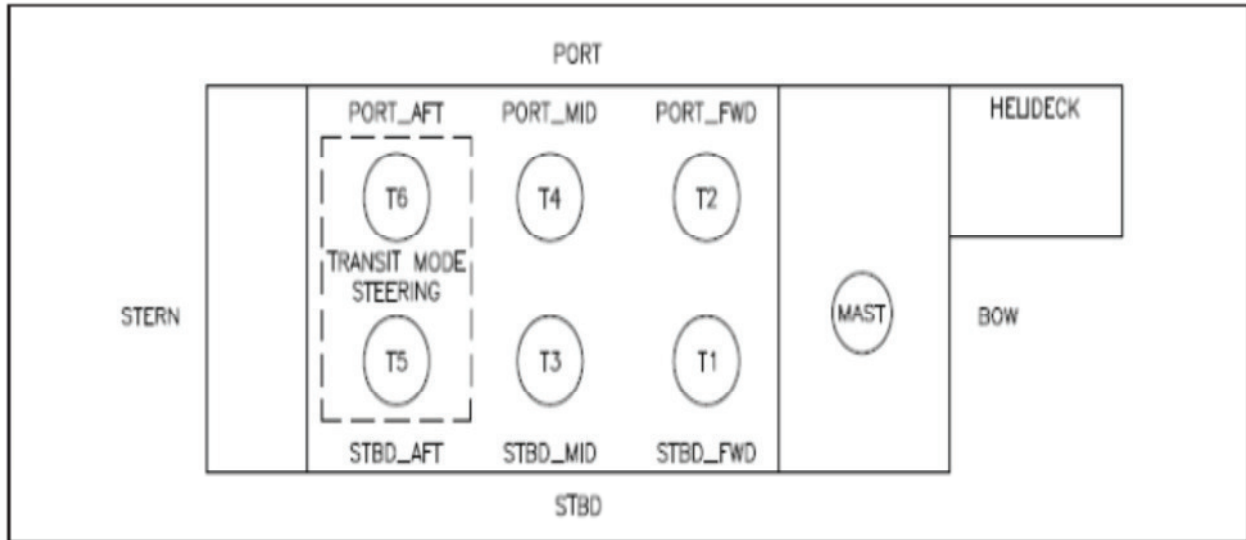 PORT
PORT_AFT PORT_MID PORT_FWD HELIDECK
T6 T4 T2
TRANSIT MODE
STEERING
STERN MAST BOW
T5 T3 T1
STBD_AFT STBD_MID STBD_FWD
STBD